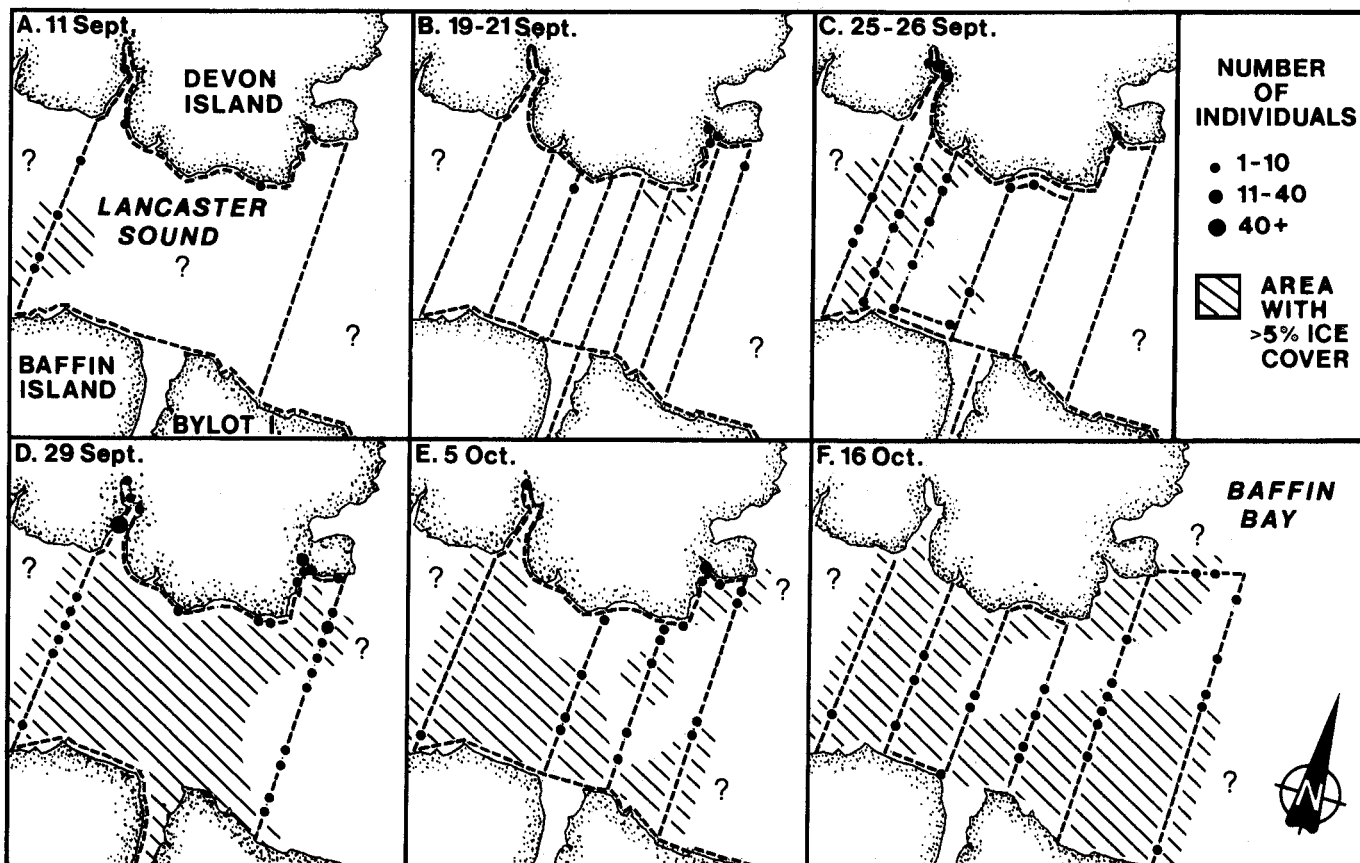 A. 11 Sept.
DEVON
ISLAND
?
LANCASTER
SOUND
?
?
BAFFIN
ISLAND
BYLOT I.
B. 19-21 Sept.
?
?
C. 25-26 Sept.
?
?
NUMBER
OF
INDIVIDUALS
1-10
11-40
40+
AREA
WITH
>5% ICE
COVER
D. 29 Sept.
?
?
E. 5 Oct.
?
?
?
F. 16 Oct.
BAFFIN
BAY
?
?
?
N